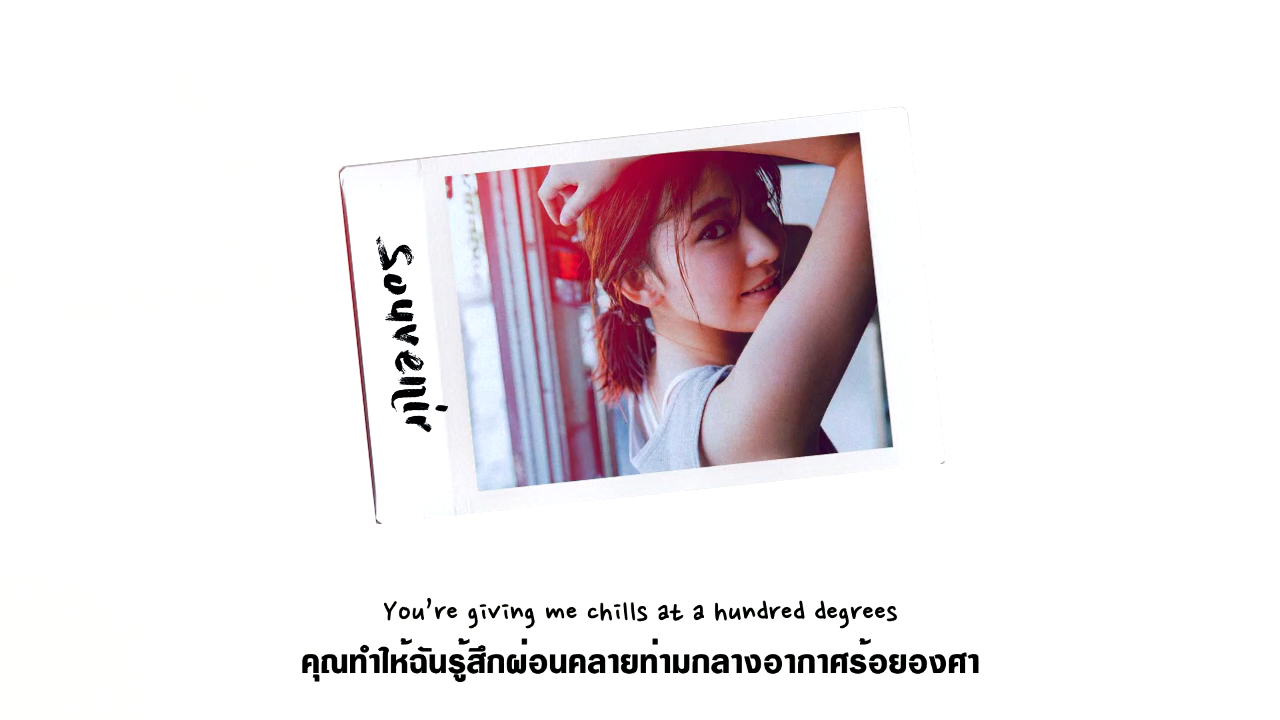 Souvenir
You're giving me chills at a hundred degrees
คุณทำให้ฉันรู้สึกผ่อนคลายท่ามกลางอากาศร้อยองศา